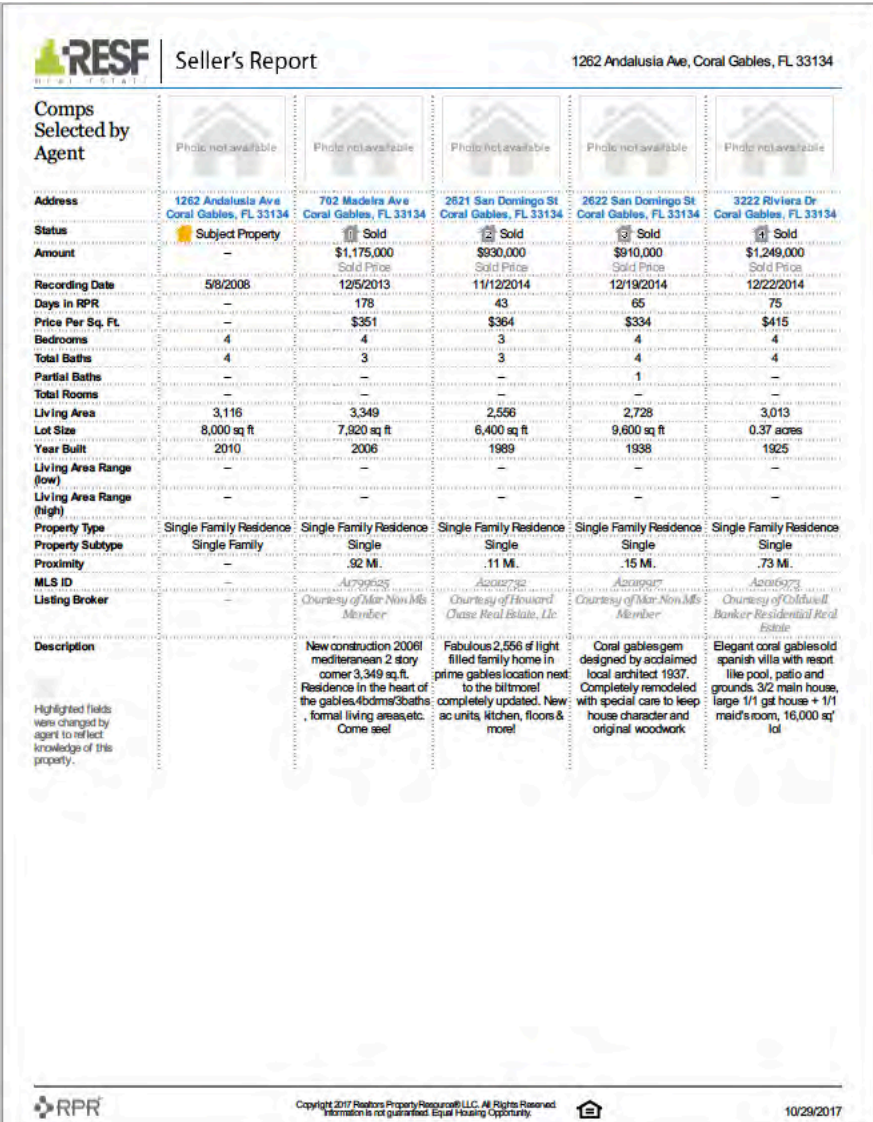 RESF Seller's Report 1262 Andalusia Ave, Coral Gables, FL 33134
REAL ESTATE
Comps Selected by Agent
Photo not available Photo not available Photo not available Photo not available Photo not available
Address 1262 Andalusia Ave 702 Madeira Ave 2621 San Domingo St 2622 San Domingo St 3222 Riviera Dr
Coral Gables, FL 33134 Coral Gables, FL 33134 Coral Gables, FL 33134 Coral Gables, FL 33134 Coral Gables, FL 33134
Status Subject Property 1 Sold 2 Sold 3 Sold 4 Sold
Amount – $1,175,000 $930,000 $910,000 $1,249,000
Sold Price Sold Price Sold Price Sold Price
Recording Date 5/8/2008 12/5/2013 11/12/2014 12/19/2014 12/22/2014
Days in RPR – 178 43 65 75
Price Per Sq. Ft. – $351 $364 $334 $415
Bedrooms 4 4 3 4 4
Total Baths 4 3 3 4 4
Partial Baths – – – 1 –
Total Rooms – – – – –
Living Area 3,116 3,349 2,556 2,728 3,013
Lot Size 8,000 sq ft 7,920 sq ft 6,400 sq ft 9,600 sq ft 0.37 acres
Year Built 2010 2006 1989 1938 1925
Living Area Range (low) – – – – –
Living Area Range (high) – – – – –
Property Type Single Family Residence Single Family Residence Single Family Residence Single Family Residence Single Family Residence
Property Subtype Single Family Single Single Single Single
Proximity – .92 Mi. .11 Mi. .15 Mi. .73 Mi.
MLS ID – A1799625 A2012732 A2019917 A2016973
Listing Broker – Courtesy of Mar Non Mls Courtesy of Howard Courtesy of Mar Non Mls Courtesy of Coldwell
Member Chase Real Estate, Llc Member Banker Residential Real
Estate
Description New construction 2006! Fabulous 2,556 sf light Coral gables gem Elegant coral gables old
mediteranean 2 story filled family home in designed by acclaimed spanish villa with resort
corner 3,349 sq.ft. prime gables location next local architect 1937. like pool, patio and
Residence in the heart of to the biltmore! Completely remodeled grounds. 3/2 main house,
the gables.4bdrms/3baths completely updated. New with special care to keep large 1/1 gst house + 1/1
, formal living areas,etc. ac units, kitchen, floors & house character and maid's room, 16,000 sq'
Come see! more! original woodwork lol
Highlighted fields
were changed by
agent to reflect
knowledge of this
property.
RPR Copyright 2017 Realtors Property Resource® LLC. All Rights Reserved. 10/29/2017
Information is not guaranteed. Equal Housing Opportunity.